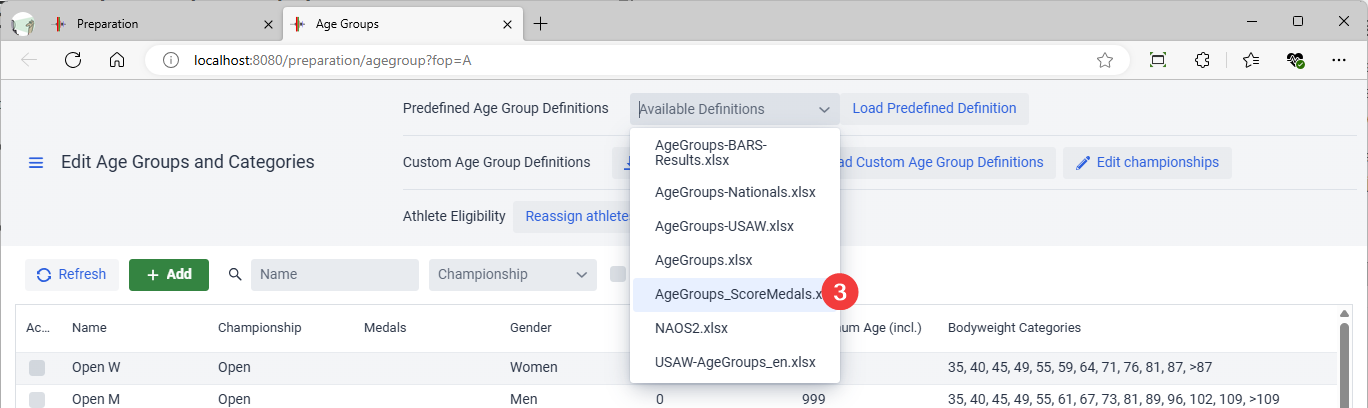 Preparation
Age Groups
localhost:8080/preparation/agegroup?fop=A
Predefined Age Group Definitions Available Definitions Load Predefined Definition
Edit Age Groups and Categories
Custom Age Group Definitions Custom Age Group Definitions Edit championships
Athlete Eligibility Reassign athletes
AgeGroups-BARS-
Results.xlsx
AgeGroups-Nationals.xlsx
AgeGroups-USAW.xlsx
AgeGroups.xlsx
AgeGroups_ScoreMedals.x 3
NAOS2.xlsx
USAW-AgeGroups_en.xlsx
Refresh + Add Name Championship
Ac... Name Championship Medals Gender Age (incl.) Bodyweight Categories
Open W Open Women 35, 40, 45, 49, 55, 59, 64, 71, 76, 81, 87, >87
Open M Open Men 0 999 35, 40, 45, 49, 55, 61, 67, 73, 81, 89, 96, 102, 109, >109